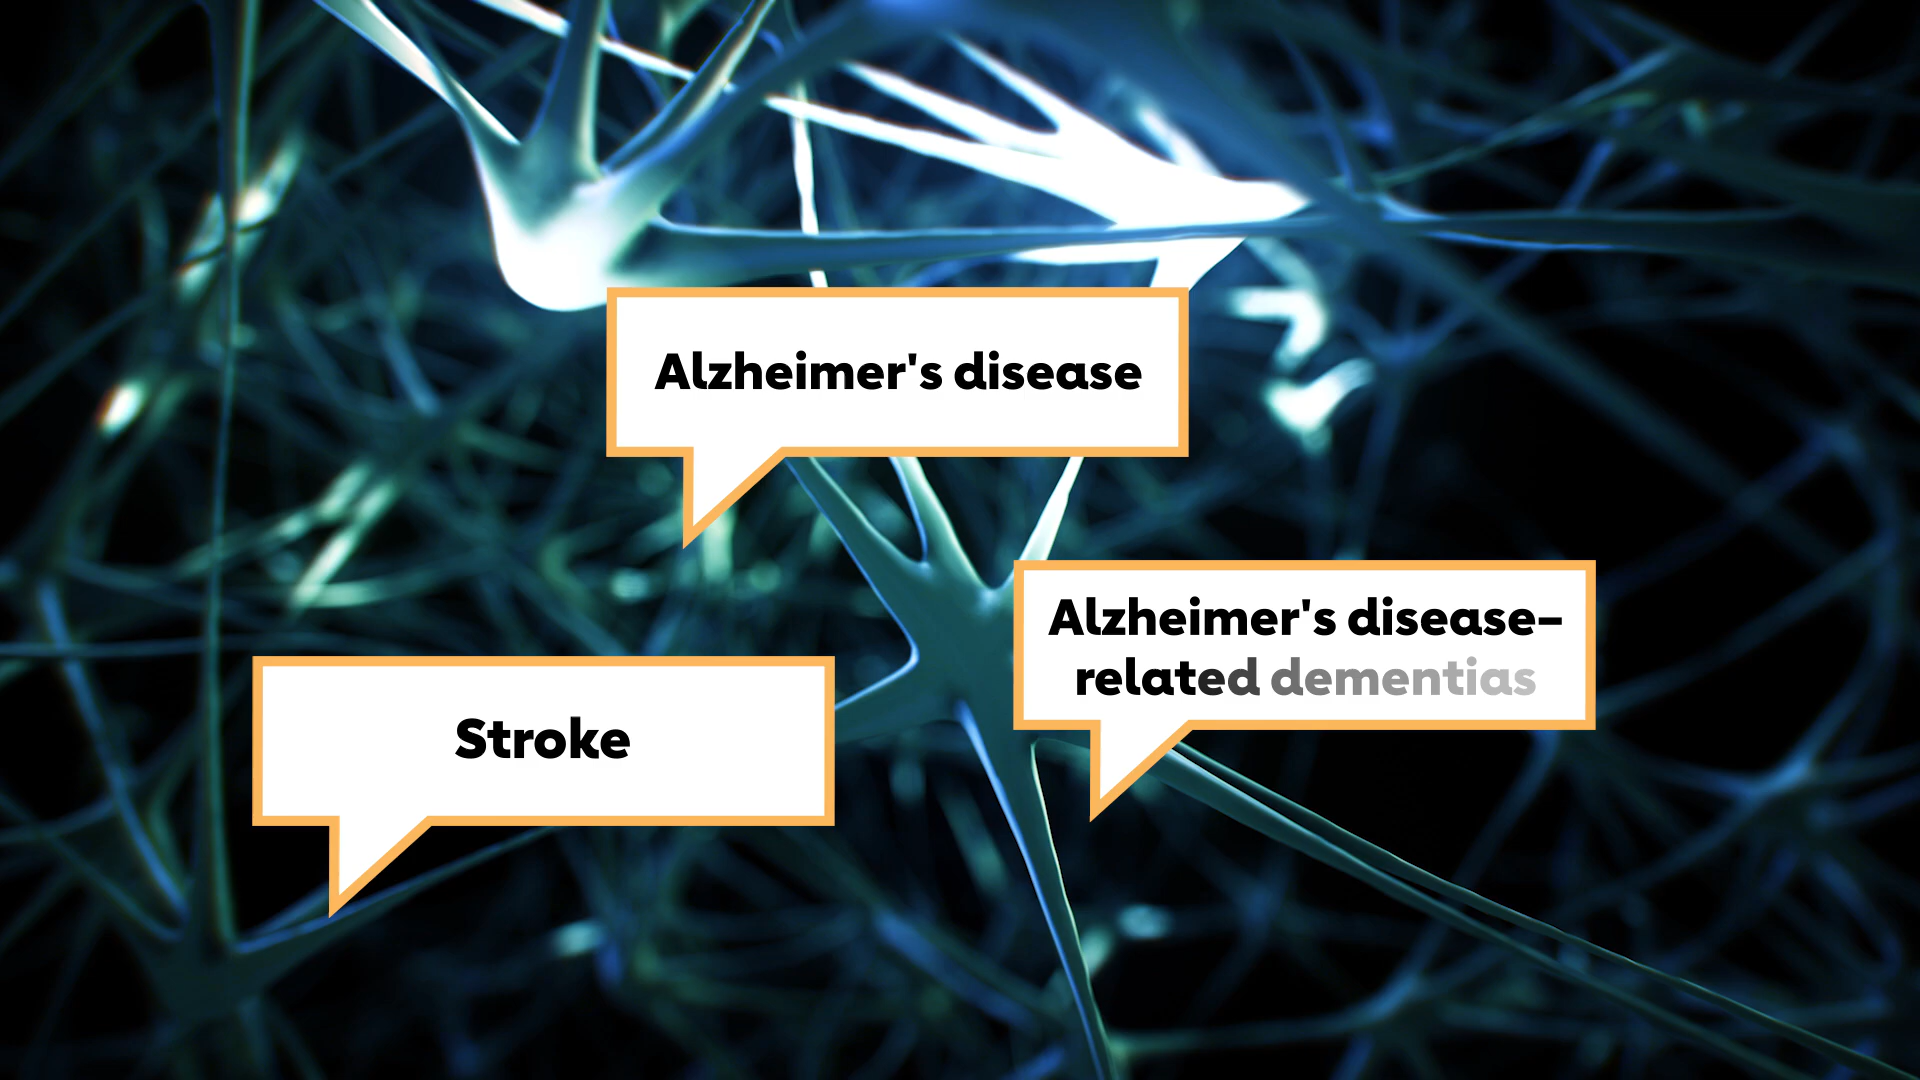 Alzheimer's disease
Alzheimer's disease–
related dementias
Stroke